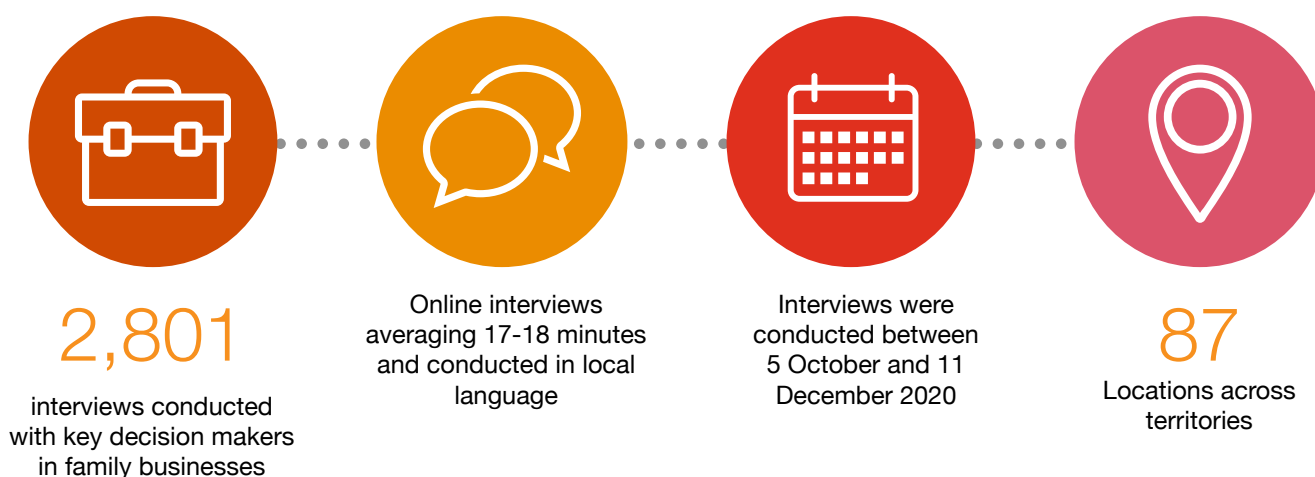 2,801
interviews conducted
with key decision makers
in family businesses
Online interviews
averaging 17-18 minutes
and conducted in local
language
Interviews were
conducted between
5 October and 11
December 2020
87
Locations across
territories